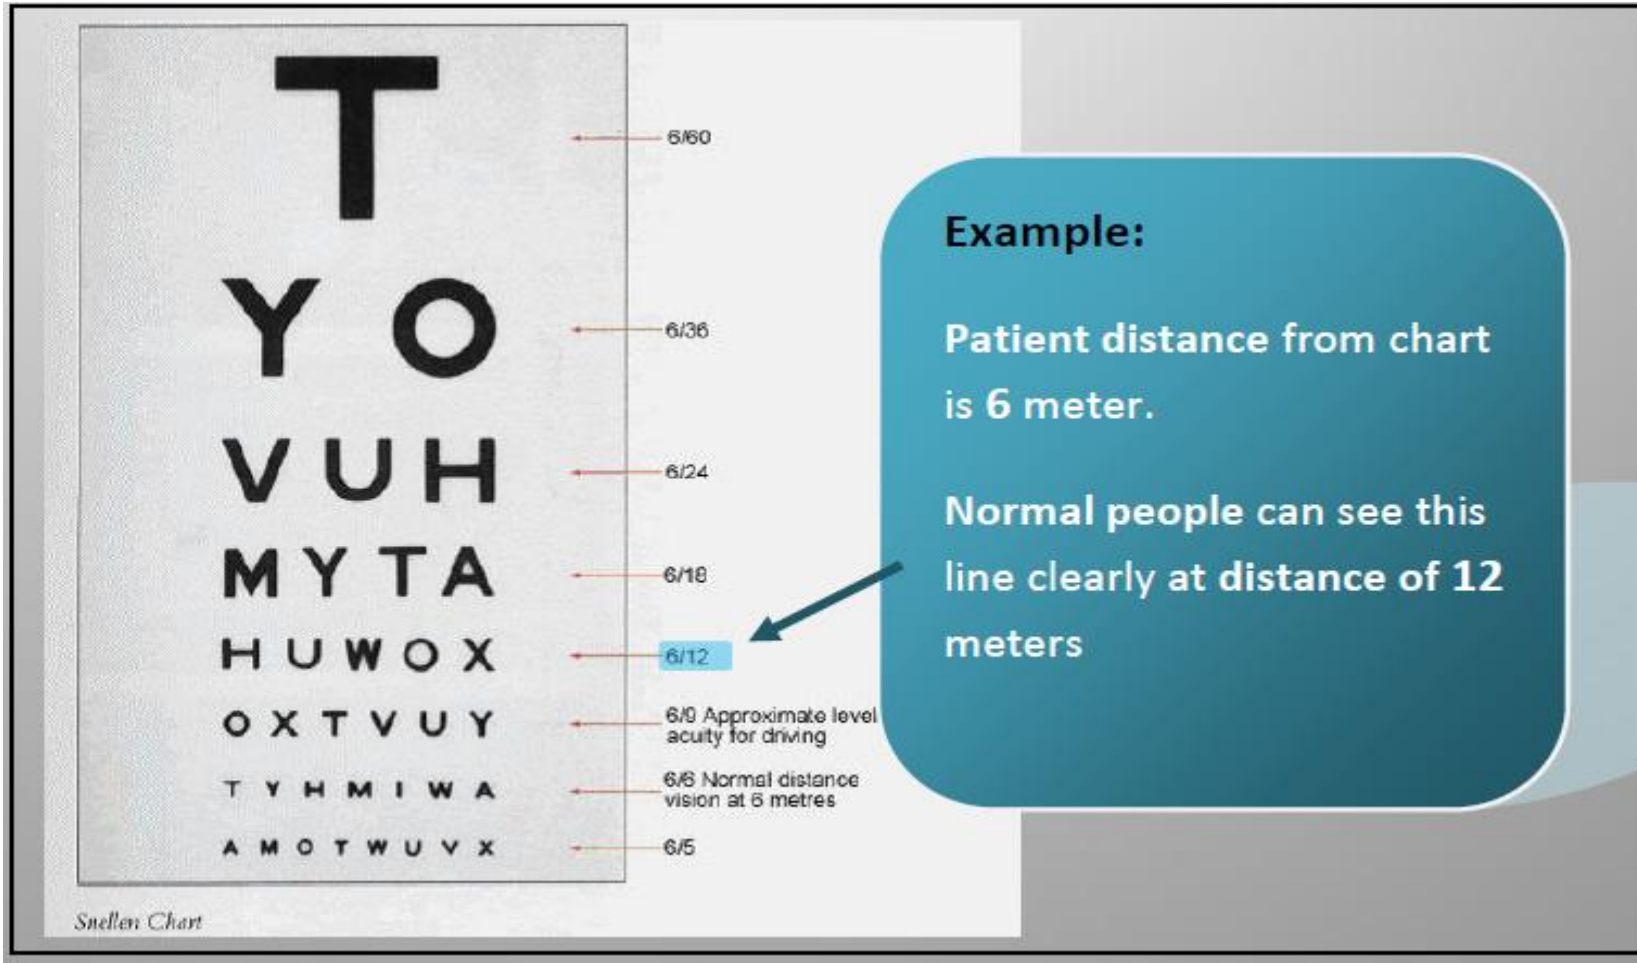 T
6/60
Y O
6/36
V U H
6/24
M Y T A
6/18
H U W O X
6/12
O X T V U Y
6/9 Approximate level
acuity for driving
T Y H M I W A
6/6 Normal distance
vision at 6 metres
A M O T W U V X
6/5
Snellen Chart
Example:
Patient distance from chart
is 6 meter.
Normal people can see this
line clearly at distance of 12
meters